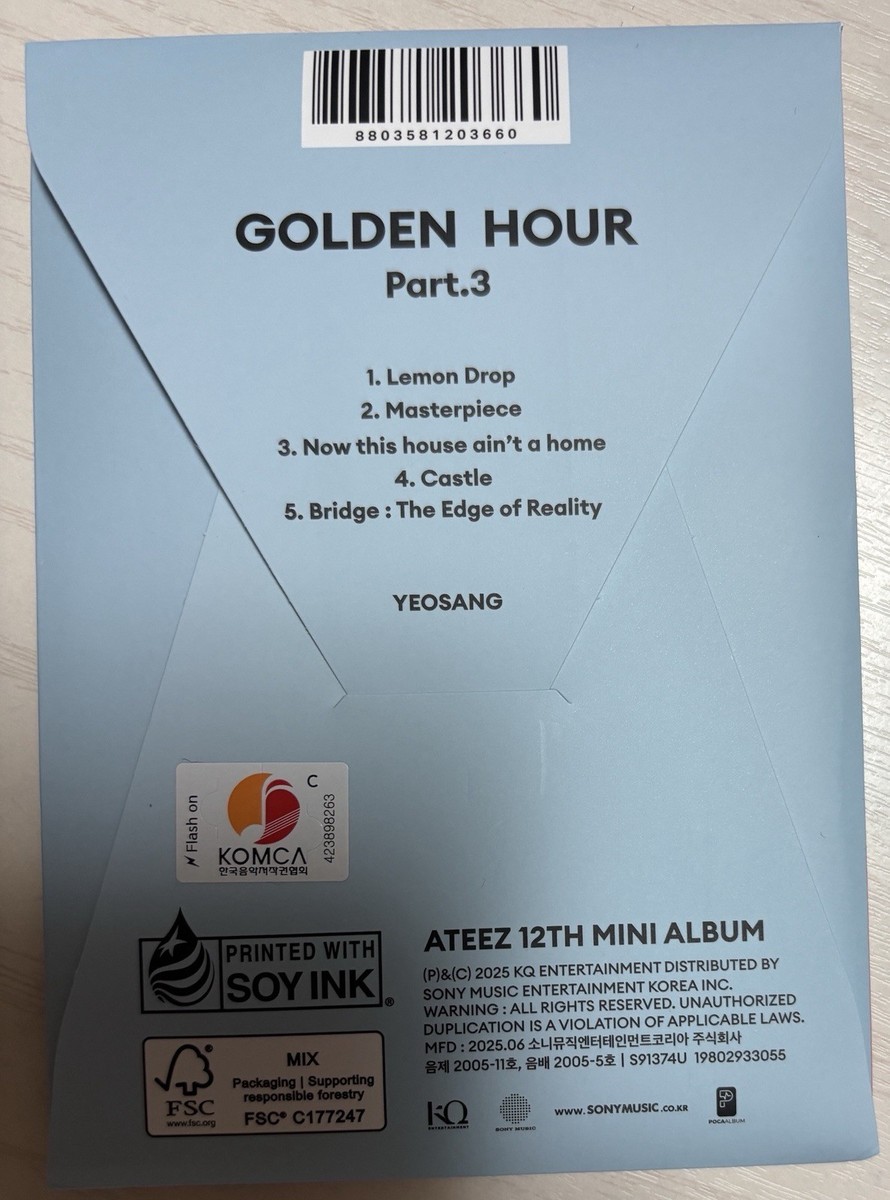 8803581203660
GOLDEN HOUR
Part.3
1. Lemon Drop
2. Masterpiece
3. Now this house ain't a home
4. Castle
5. Bridge : The Edge of Reality
YEOSANG
Flash on
C
KOMCA
한국음악저작권협회
423898263
PRINTED WITH
SOY INK®
FSC
www.fsc.org
MIX
Packaging | Supporting
responsible forestry
FSC® C177247
ATEEZ 12TH MINI ALBUM
(P)&(C) 2025 KQ ENTERTAINMENT DISTRIBUTED BY
SONY MUSIC ENTERTAINMENT KOREA INC.
WARNING : ALL RIGHTS RESERVED. UNAUTHORIZED
DUPLICATION IS A VIOLATION OF APPLICABLE LAWS.
MFD : 2025.06 소니뮤직엔터테인먼트코리아 주식회사
음제 2005-11호, 음배 2005-5호 | S91374U 19802933055
KQ
ENTERTAINMENT
SONY MUSIC
www.SONYMUSIC.co.kr
POCAALBUM